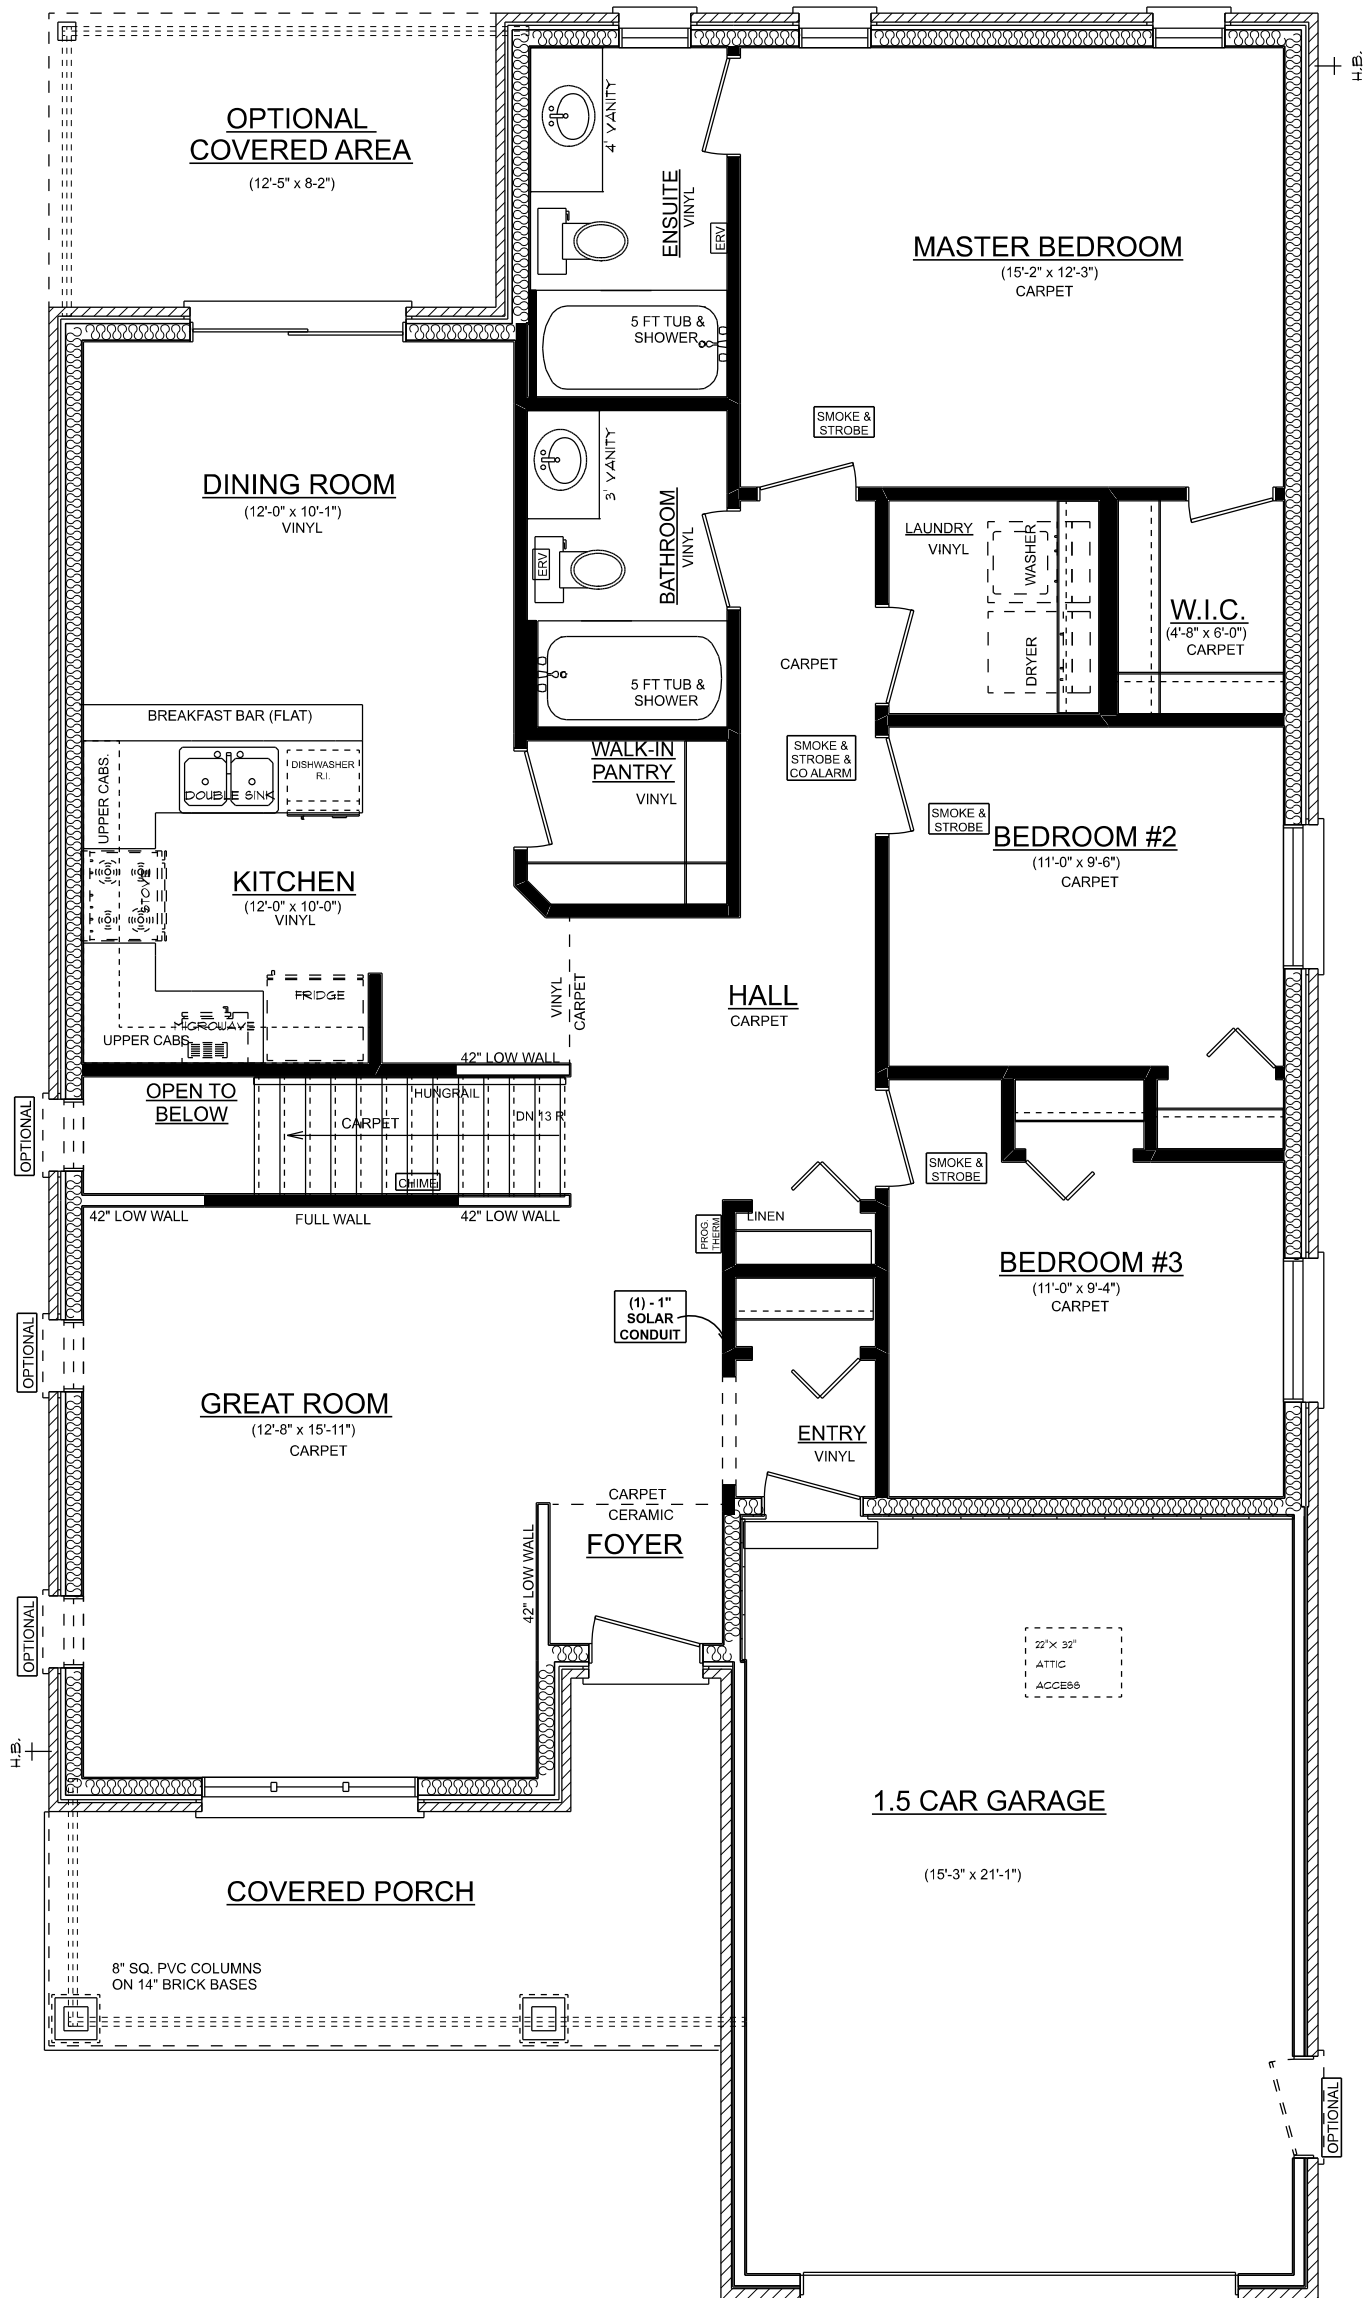 H.B.
OPTIONAL
COVERED AREA
(12'-5" x 8-2")
4' VANITY
ENSUITE
VINYL
ERV
5 FT TUB &
SHOWER
MASTER BEDROOM
(15'-2" x 12'-3")
CARPET
SMOKE &
STROBE
DINING ROOM
(12'-0" x 10'-1")
VINYL
3' VANITY
BATHROOM
VINYL
ERV
5 FT TUB &
SHOWER
LAUNDRY
VINYL
WASHER
DRYER
W.I.C.
(4'-8" x 6'-0")
CARPET
CARPET
BREAKFAST BAR (FLAT)
UPPER CABS.
DOUBLE SINK
DISHWASHER
R.I.
WALK-IN
PANTRY
VINYL
SMOKE &
STROBE &
CO ALARM
SMOKE &
STROBE
BEDROOM #2
(11'-0" x 9'-6")
CARPET
STOVE
KITCHEN
(12'-0" x 10'-0")
VINYL
FRIDGE
MICROWAVE
UPPER CABS.
VINYL
CARPET
HALL
CARPET
42" LOW WALL
OPTIONAL
OPEN TO
BELOW
HUNGRAIL
CARPET
DN 13 R
CHIME
42" LOW WALL
FULL WALL
42" LOW WALL
SMOKE &
STROBE
PROG.
THERM
LINEN
BEDROOM #3
(11'-0" x 9'-4")
CARPET
(1) - 1"
SOLAR
CONDUIT
OPTIONAL
GREAT ROOM
(12'-8" x 15'-11")
CARPET
ENTRY
VINYL
CARPET
CERAMIC
FOYER
42" LOW WALL
OPTIONAL
22" X 32"
ATTIC
ACCESS
H.B.
1.5 CAR GARAGE
(15'-3" x 21'-1")
COVERED PORCH
8" SQ. PVC COLUMNS
ON 14" BRICK BASES
OPTIONAL